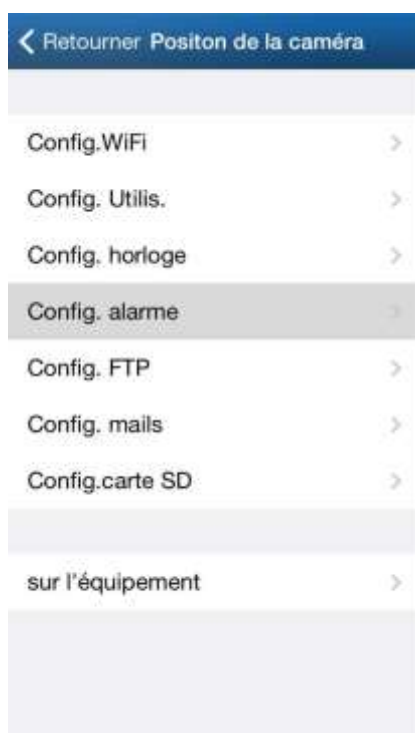 Retourner Positon de la caméra
Config.WiFi
Config. Utilis.
Config. horloge
Config. alarme
Config. FTP
Config. mails
Config.carte SD
sur l'équipement